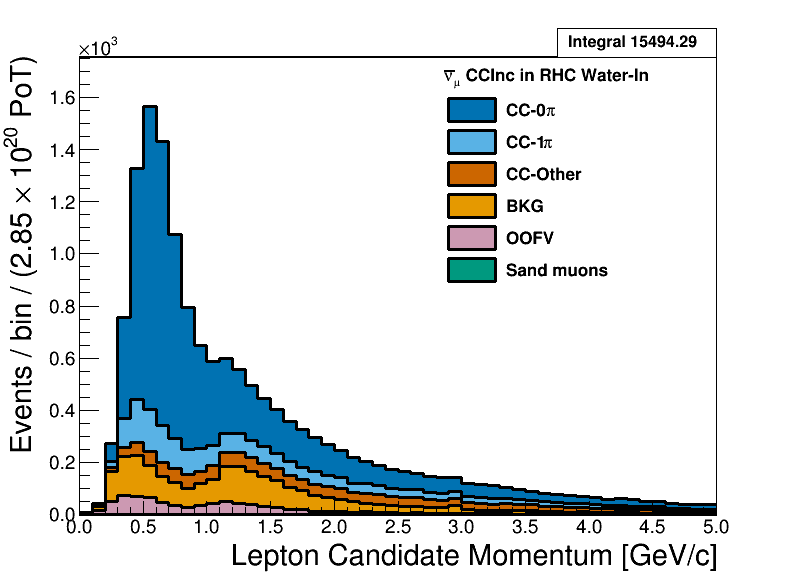 Integral 15494.29
×10³
ν̅μ CCInc in RHC Water-In
CC-0π
CC-1π
CC-Other
BKG
OOFV
Sand muons
Events / bin / (2.85 × 10²⁰ PoT)
1.6
1.4
1.2
1.0
0.8
0.6
0.4
0.2
0.0
0.0 0.5 1.0 1.5 2.0 2.5 3.0 3.5 4.0 4.5 5.0
Lepton Candidate Momentum [GeV/c]